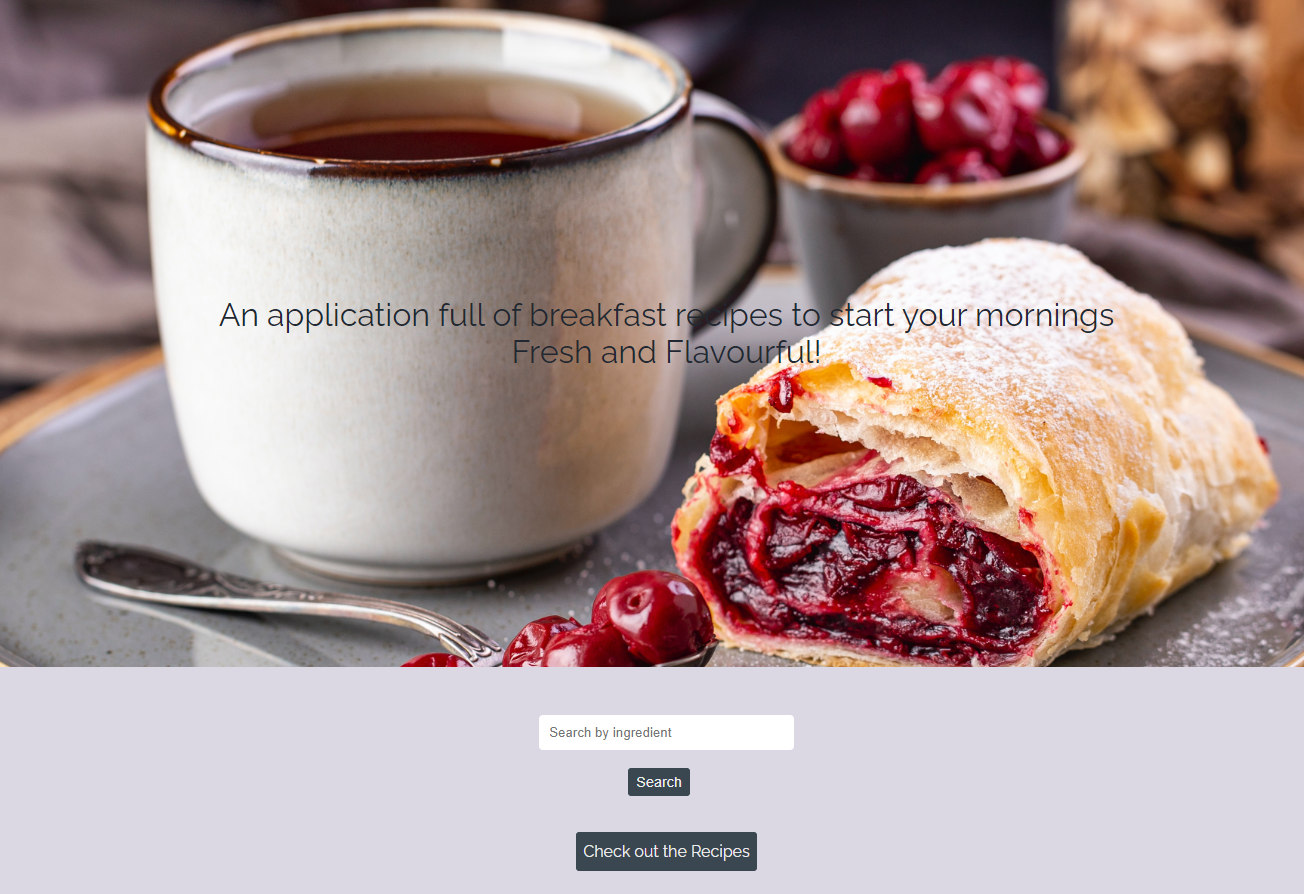 An application full of breakfast recipes to start your mornings
Fresh and Flavourful!
Search by ingredient
Search
Check out the Recipes